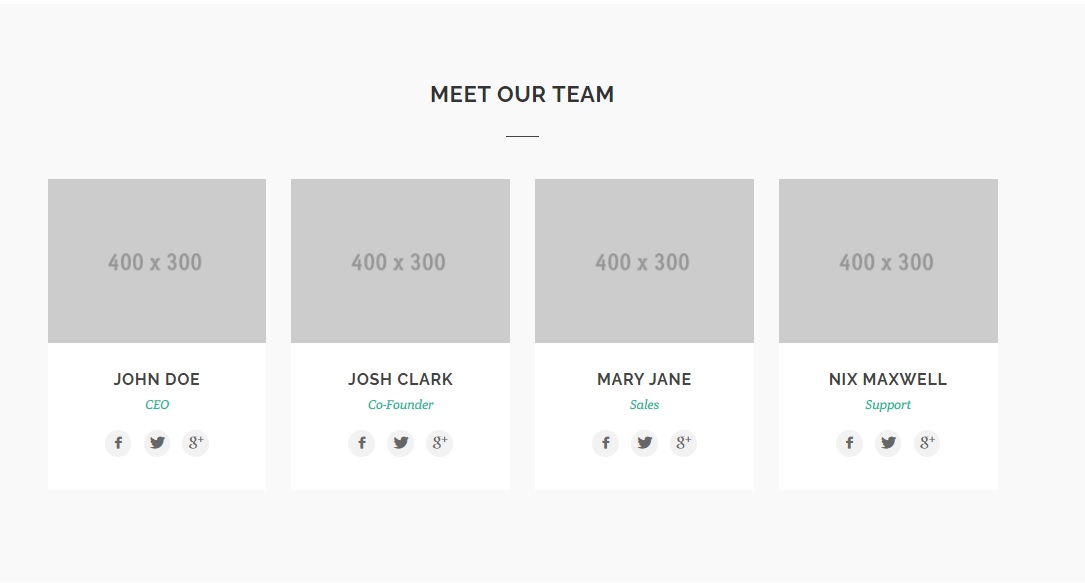 MEET OUR TEAM
400 x 300
400 x 300
400 x 300
400 x 300
JOHN DOE
CEO
JOSH CLARK
Co-Founder
MARY JANE
Sales
NIX MAXWELL
Support